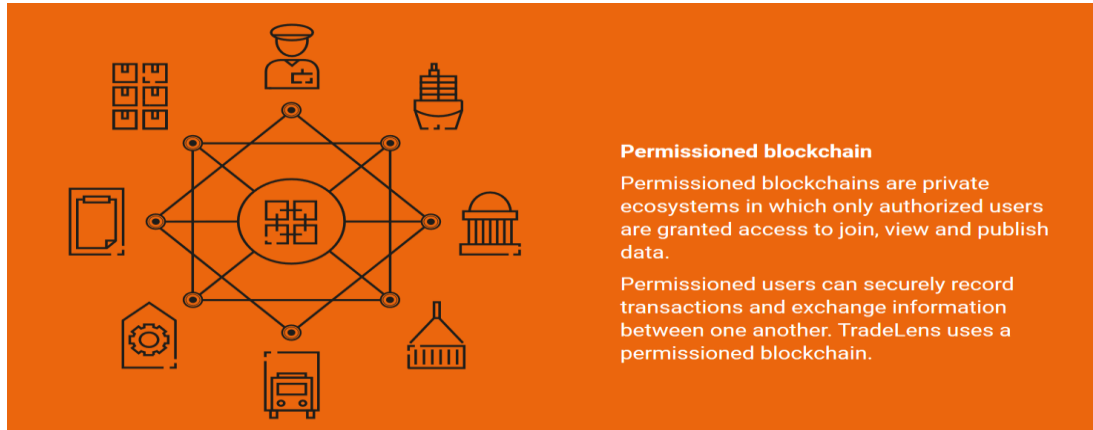 Permissioned blockchain
Permissioned blockchains are private
ecosystems in which only authorized users
are granted access to join, view and publish
data.
Permissioned users can securely record
transactions and exchange information
between one another. TradeLens uses a
permissioned blockchain.